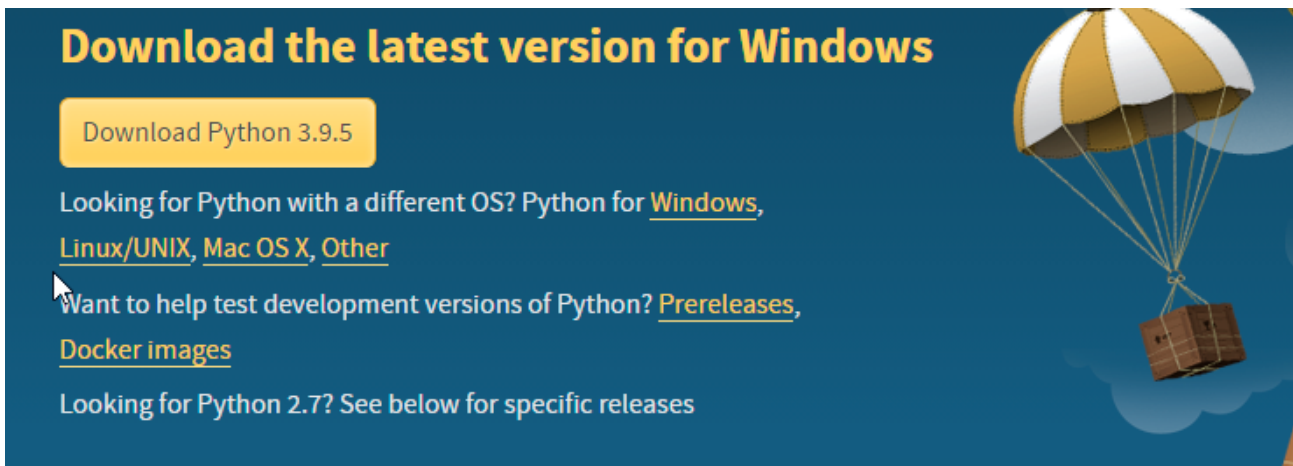 Download the latest version for Windows
Download Python 3.9.5
Looking for Python with a different OS? Python for Windows,
Linux/UNIX, Mac OS X, Other
Want to help test development versions of Python? Prereleases,
Docker images
Looking for Python 2.7? See below for specific releases